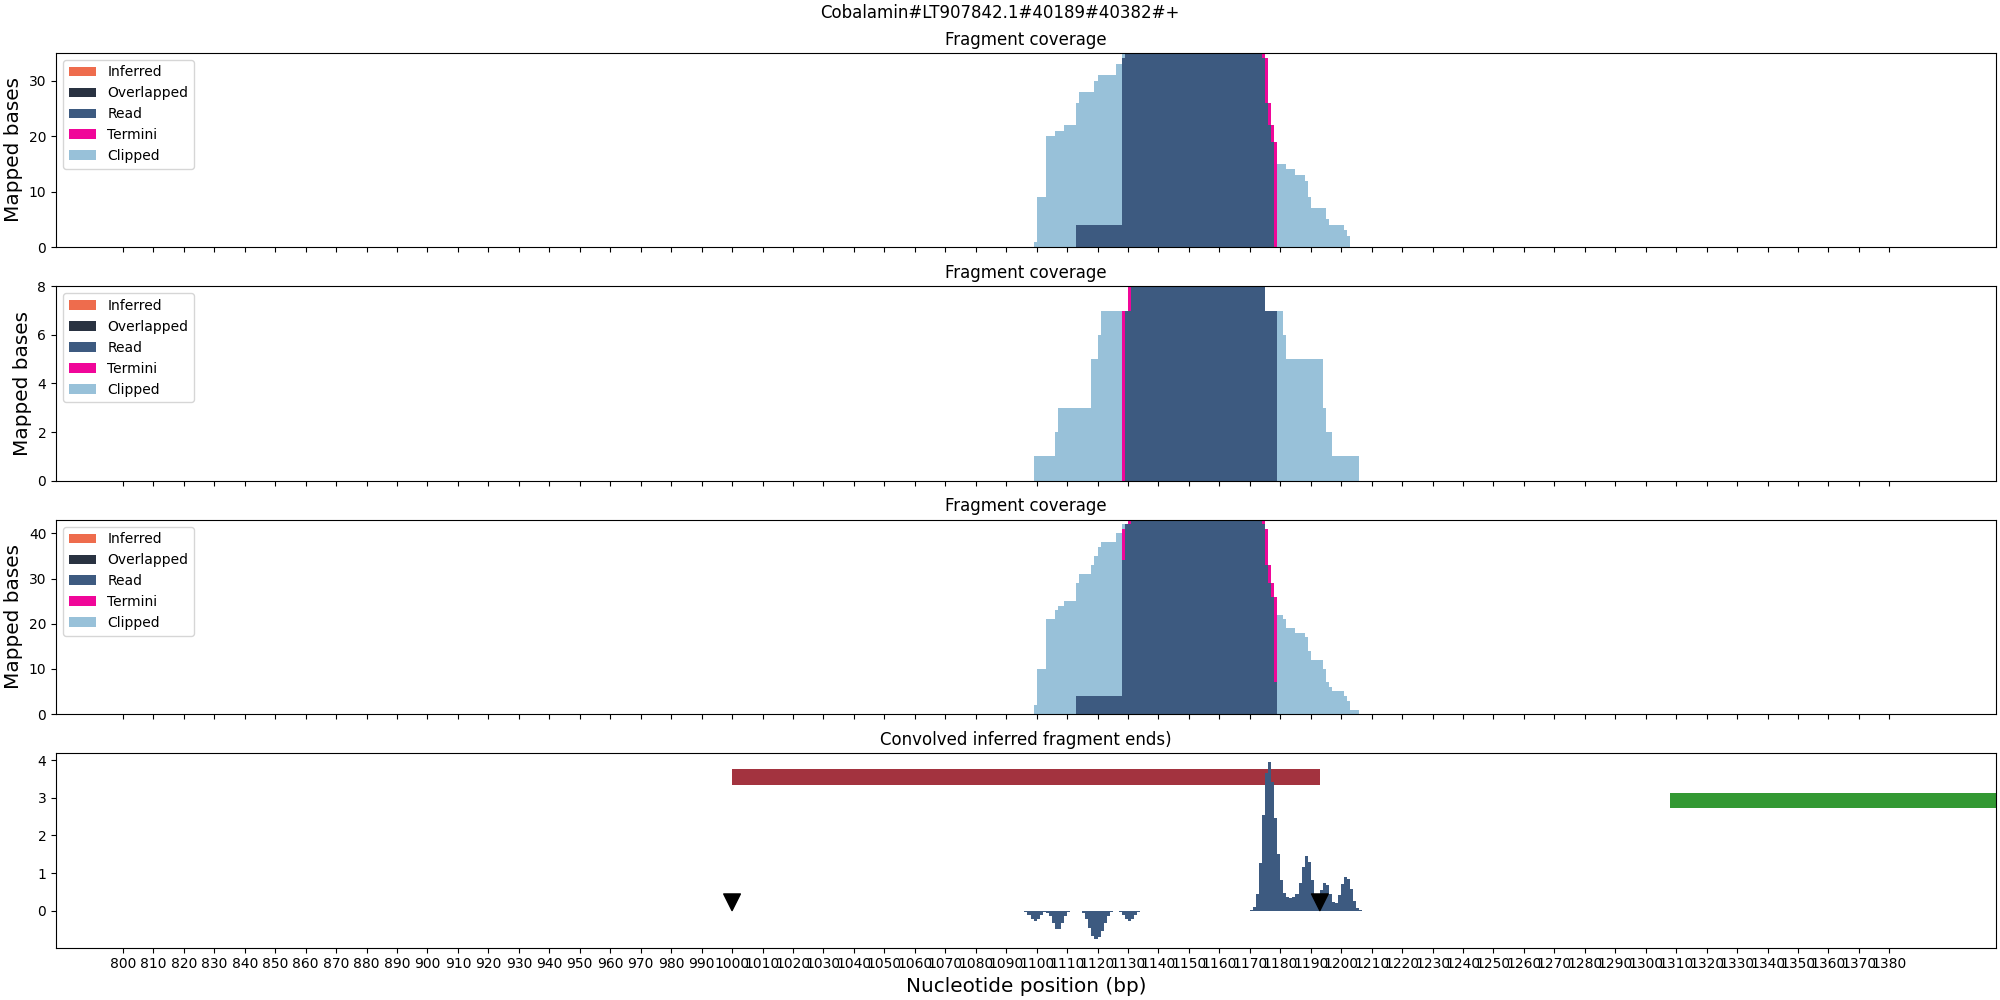 Cobalamin#LT907842.1#40189#40382#+
Fragment coverage
Mapped bases
30
20
10
0
Inferred
Overlapped
Read
Termini
Clipped
Fragment coverage
Mapped bases
8
6
4
2
0
Inferred
Overlapped
Read
Termini
Clipped
Fragment coverage
Mapped bases
40
30
20
10
0
Inferred
Overlapped
Read
Termini
Clipped
Convolved inferred fragment ends)
4
3
2
1
0
800 810 820 830 840 850 860 870 880 890 900 910 920 930 940 950 960 970 980 990 1000 1010 1020 1030 1040 1050 1060 1070 1080 1090 1100 1110 1120 1130 1140 1150 1160 1170 1180 1190 1200 1210 1220 1230 1240 1250 1260 1270 1280 1290 1300 1310 1320 1330 1340 1350 1360 1370 1380
Nucleotide position (bp)